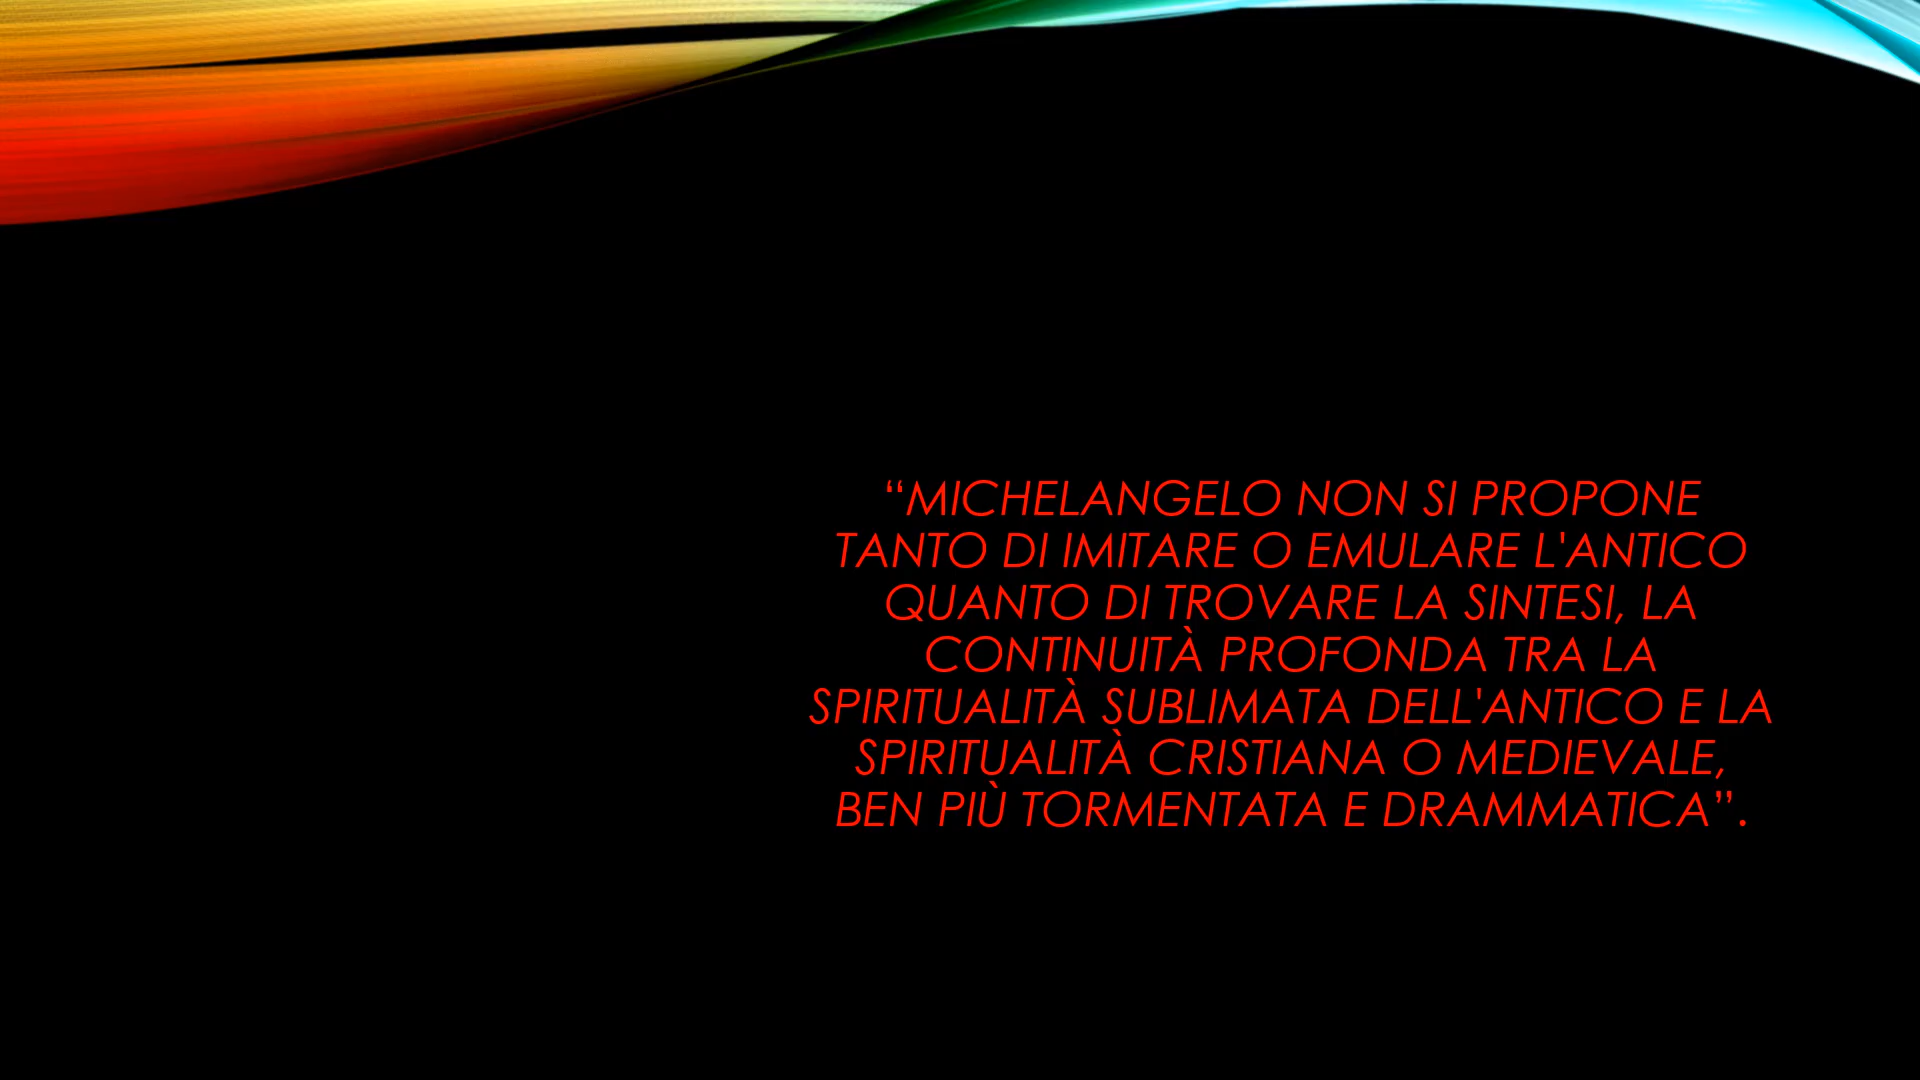 “MICHELANGELO NON SI PROPONE
TANTO DI IMITARE O EMULARE L'ANTICO
QUANTO DI TROVARE LA SINTESI, LA
CONTINUITÀ PROFONDA TRA LA
SPIRITUALITÀ SUBLIMATA DELL'ANTICO E LA
SPIRITUALITÀ CRISTIANA O MEDIEVALE,
BEN PIÙ TORMENTATA E DRAMMATICA”.